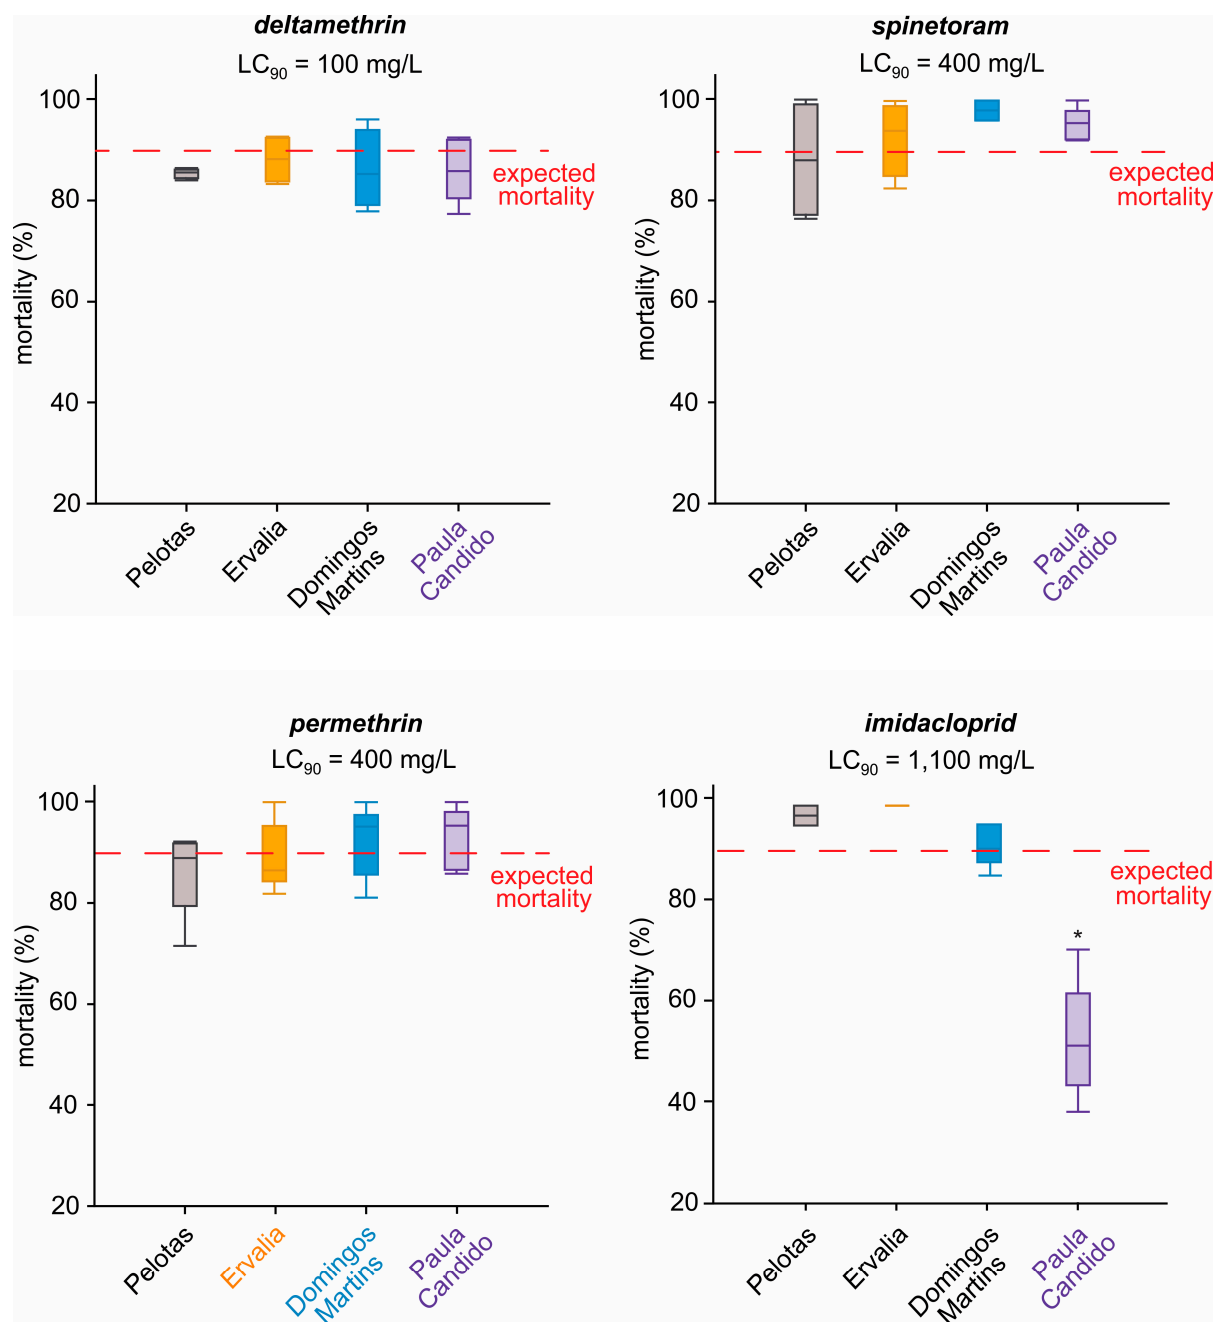 deltamethrin
LC90 = 100 mg/L
mortality (%)
100
80
60
40
20
expected
mortality
Pelotas
Ervalia
Domingos
Martins
Paula
Candido
spinetoram
LC90 = 400 mg/L
mortality (%)
100
80
60
40
20
expected
mortality
Pelotas
Ervalia
Domingos
Martins
Paula
Candido
permethrin
LC90 = 400 mg/L
mortality (%)
100
80
60
40
20
expected
mortality
Pelotas
Ervalia
Domingos
Martins
Paula
Candido
imidacloprid
LC90 = 1,100 mg/L
mortality (%)
100
80
60
40
20
expected
mortality
*
Pelotas
Ervalia
Domingos
Martins
Paula
Candido